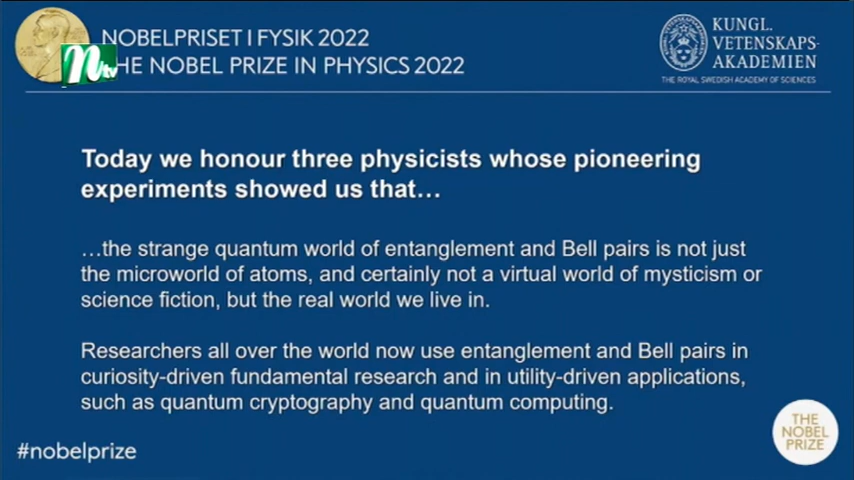 NOBELPRISET I FYSIK 2022
THE NOBEL PRIZE IN PHYSICS 2022
ntv
KUNGL.
VETENSKAPS-
AKADEMIEN
THE ROYAL SWEDISH ACADEMY OF SCIENCES
Today we honour three physicists whose pioneering
experiments showed us that…
…the strange quantum world of entanglement and Bell pairs is not just
the microworld of atoms, and certainly not a virtual world of mysticism or
science fiction, but the real world we live in.
Researchers all over the world now use entanglement and Bell pairs in
curiosity-driven fundamental research and in utility-driven applications,
such as quantum cryptography and quantum computing.
#nobelprize
THE
NOBEL
PRIZE